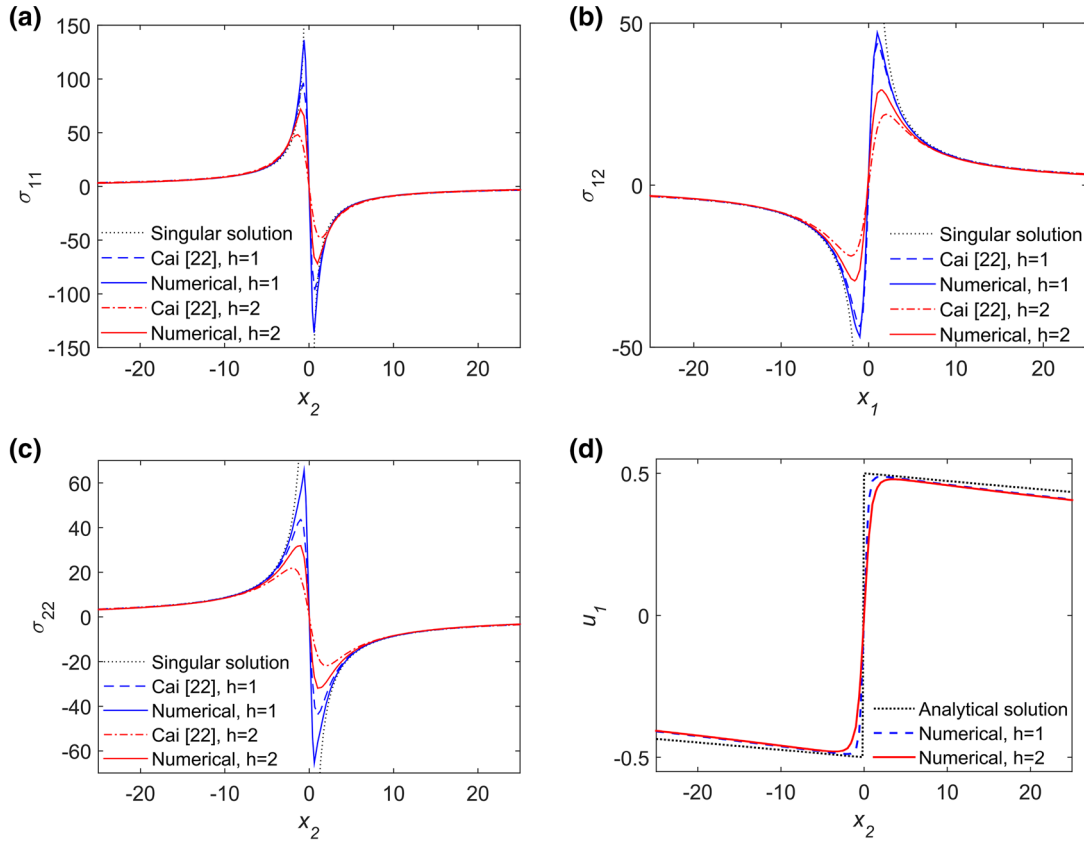 (a)
150
100
50
0
-50
-100
-150
σ11
Singular solution
Cai [22], h=1
Numerical, h=1
Cai [22], h=2
Numerical, h=2
-20 -10 0 10 20
x2
(b)
50
0
-50
σ12
Singular solution
Cai [22], h=1
Numerical, h=1
Cai [22], h=2
Numerical, h=2
-20 -10 0 10 20
x1
(c)
60
40
20
0
-20
-40
-60
σ22
Singular solution
Cai [22], h=1
Numerical, h=1
Cai [22], h=2
Numerical, h=2
-20 -10 0 10 20
x2
(d)
0.5
0
-0.5
u1
Analytical solution
Numerical, h=1
Numerical, h=2
-20 -10 0 10 20
x2